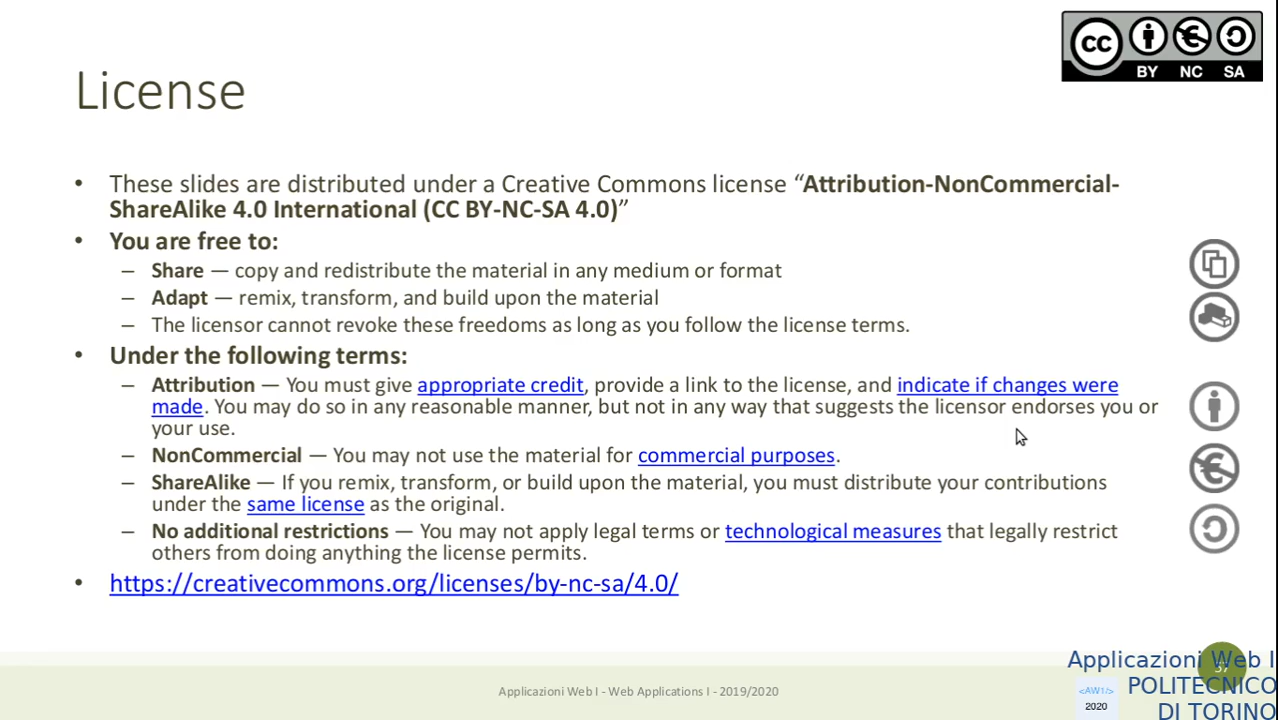 cc BY NC SA
License
• These slides are distributed under a Creative Commons license “Attribution-NonCommercial-
ShareAlike 4.0 International (CC BY-NC-SA 4.0)”
• You are free to:
– Share — copy and redistribute the material in any medium or format
– Adapt — remix, transform, and build upon the material
– The licensor cannot revoke these freedoms as long as you follow the license terms.
• Under the following terms:
– Attribution — You must give appropriate credit, provide a link to the license, and indicate if changes were
made. You may do so in any reasonable manner, but not in any way that suggests the licensor endorses you or
your use.
– NonCommercial — You may not use the material for commercial purposes.
– ShareAlike — If you remix, transform, or build upon the material, you must distribute your contributions
under the same license as the original.
– No additional restrictions — You may not apply legal terms or technological measures that legally restrict
others from doing anything the license permits.
• https://creativecommons.org/licenses/by-nc-sa/4.0/
Applicazioni Web I - Web Applications I - 2019/2020
57
Applicazioni Web I
POLITECNICO
DI TORINO
<AW1/>
2020